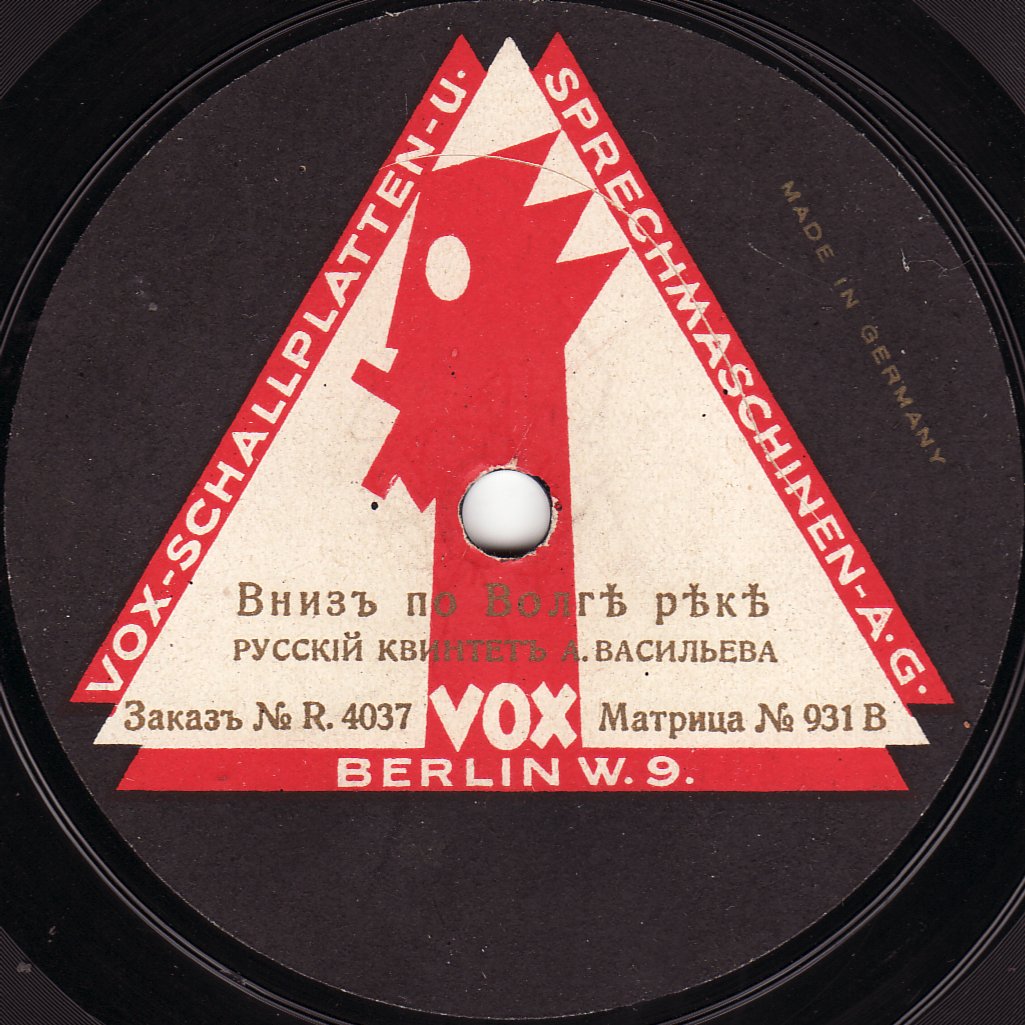 VOX-SCHALLPLATTEN-U.
SPRECHMASCHINEN-A.G.
MADE IN GERMANY
Внизъ по Волгѣ рѣкѣ
РУССКІЙ КВИНТЕТЪ А. ВАСИЛЬЕВА
Заказъ № R. 4037
VOX
Матрица № 931 B
BERLIN W. 9.